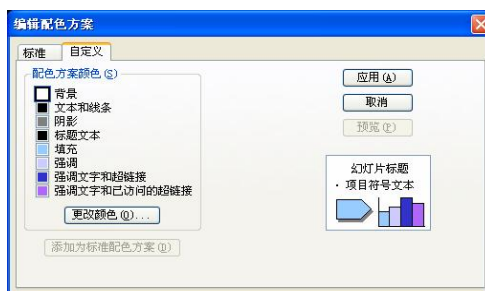 编辑配色方案
标准
自定义
配色方案颜色(S)
背景
文本和线条
阴影
标题文本
填充
强调
强调文字和超链接
强调文字和已访问的超链接
更改颜色(O)...
添加为标准配色方案(D)
应用(A)
取消
预览(P)
幻灯片标题
· 项目符号文本